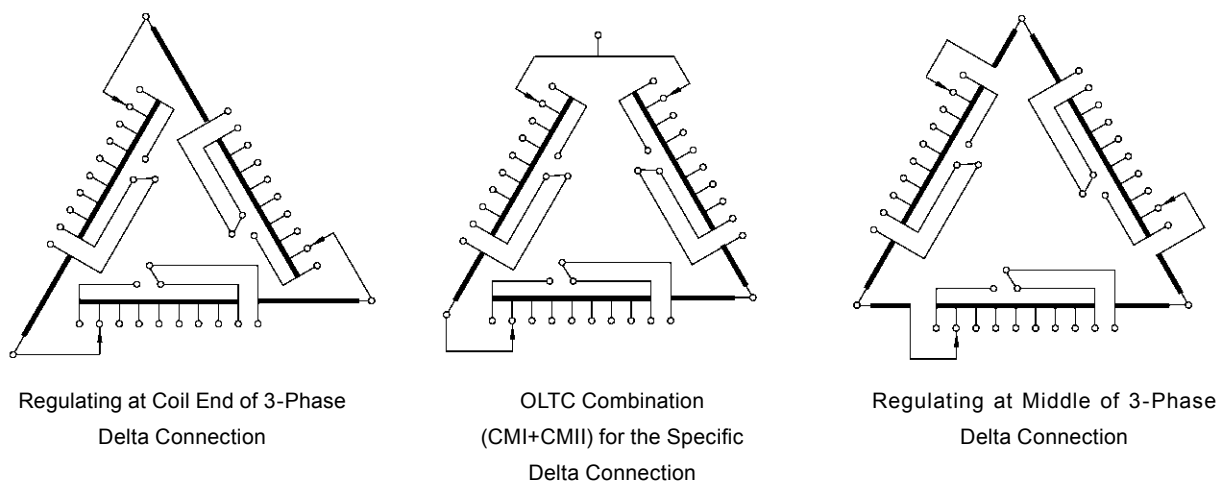 Regulating at Coil End of 3-Phase
Delta Connection
OLTC Combination
(CMI+CMII) for the Specific
Delta Connection
Regulating at Middle of 3-Phase
Delta Connection